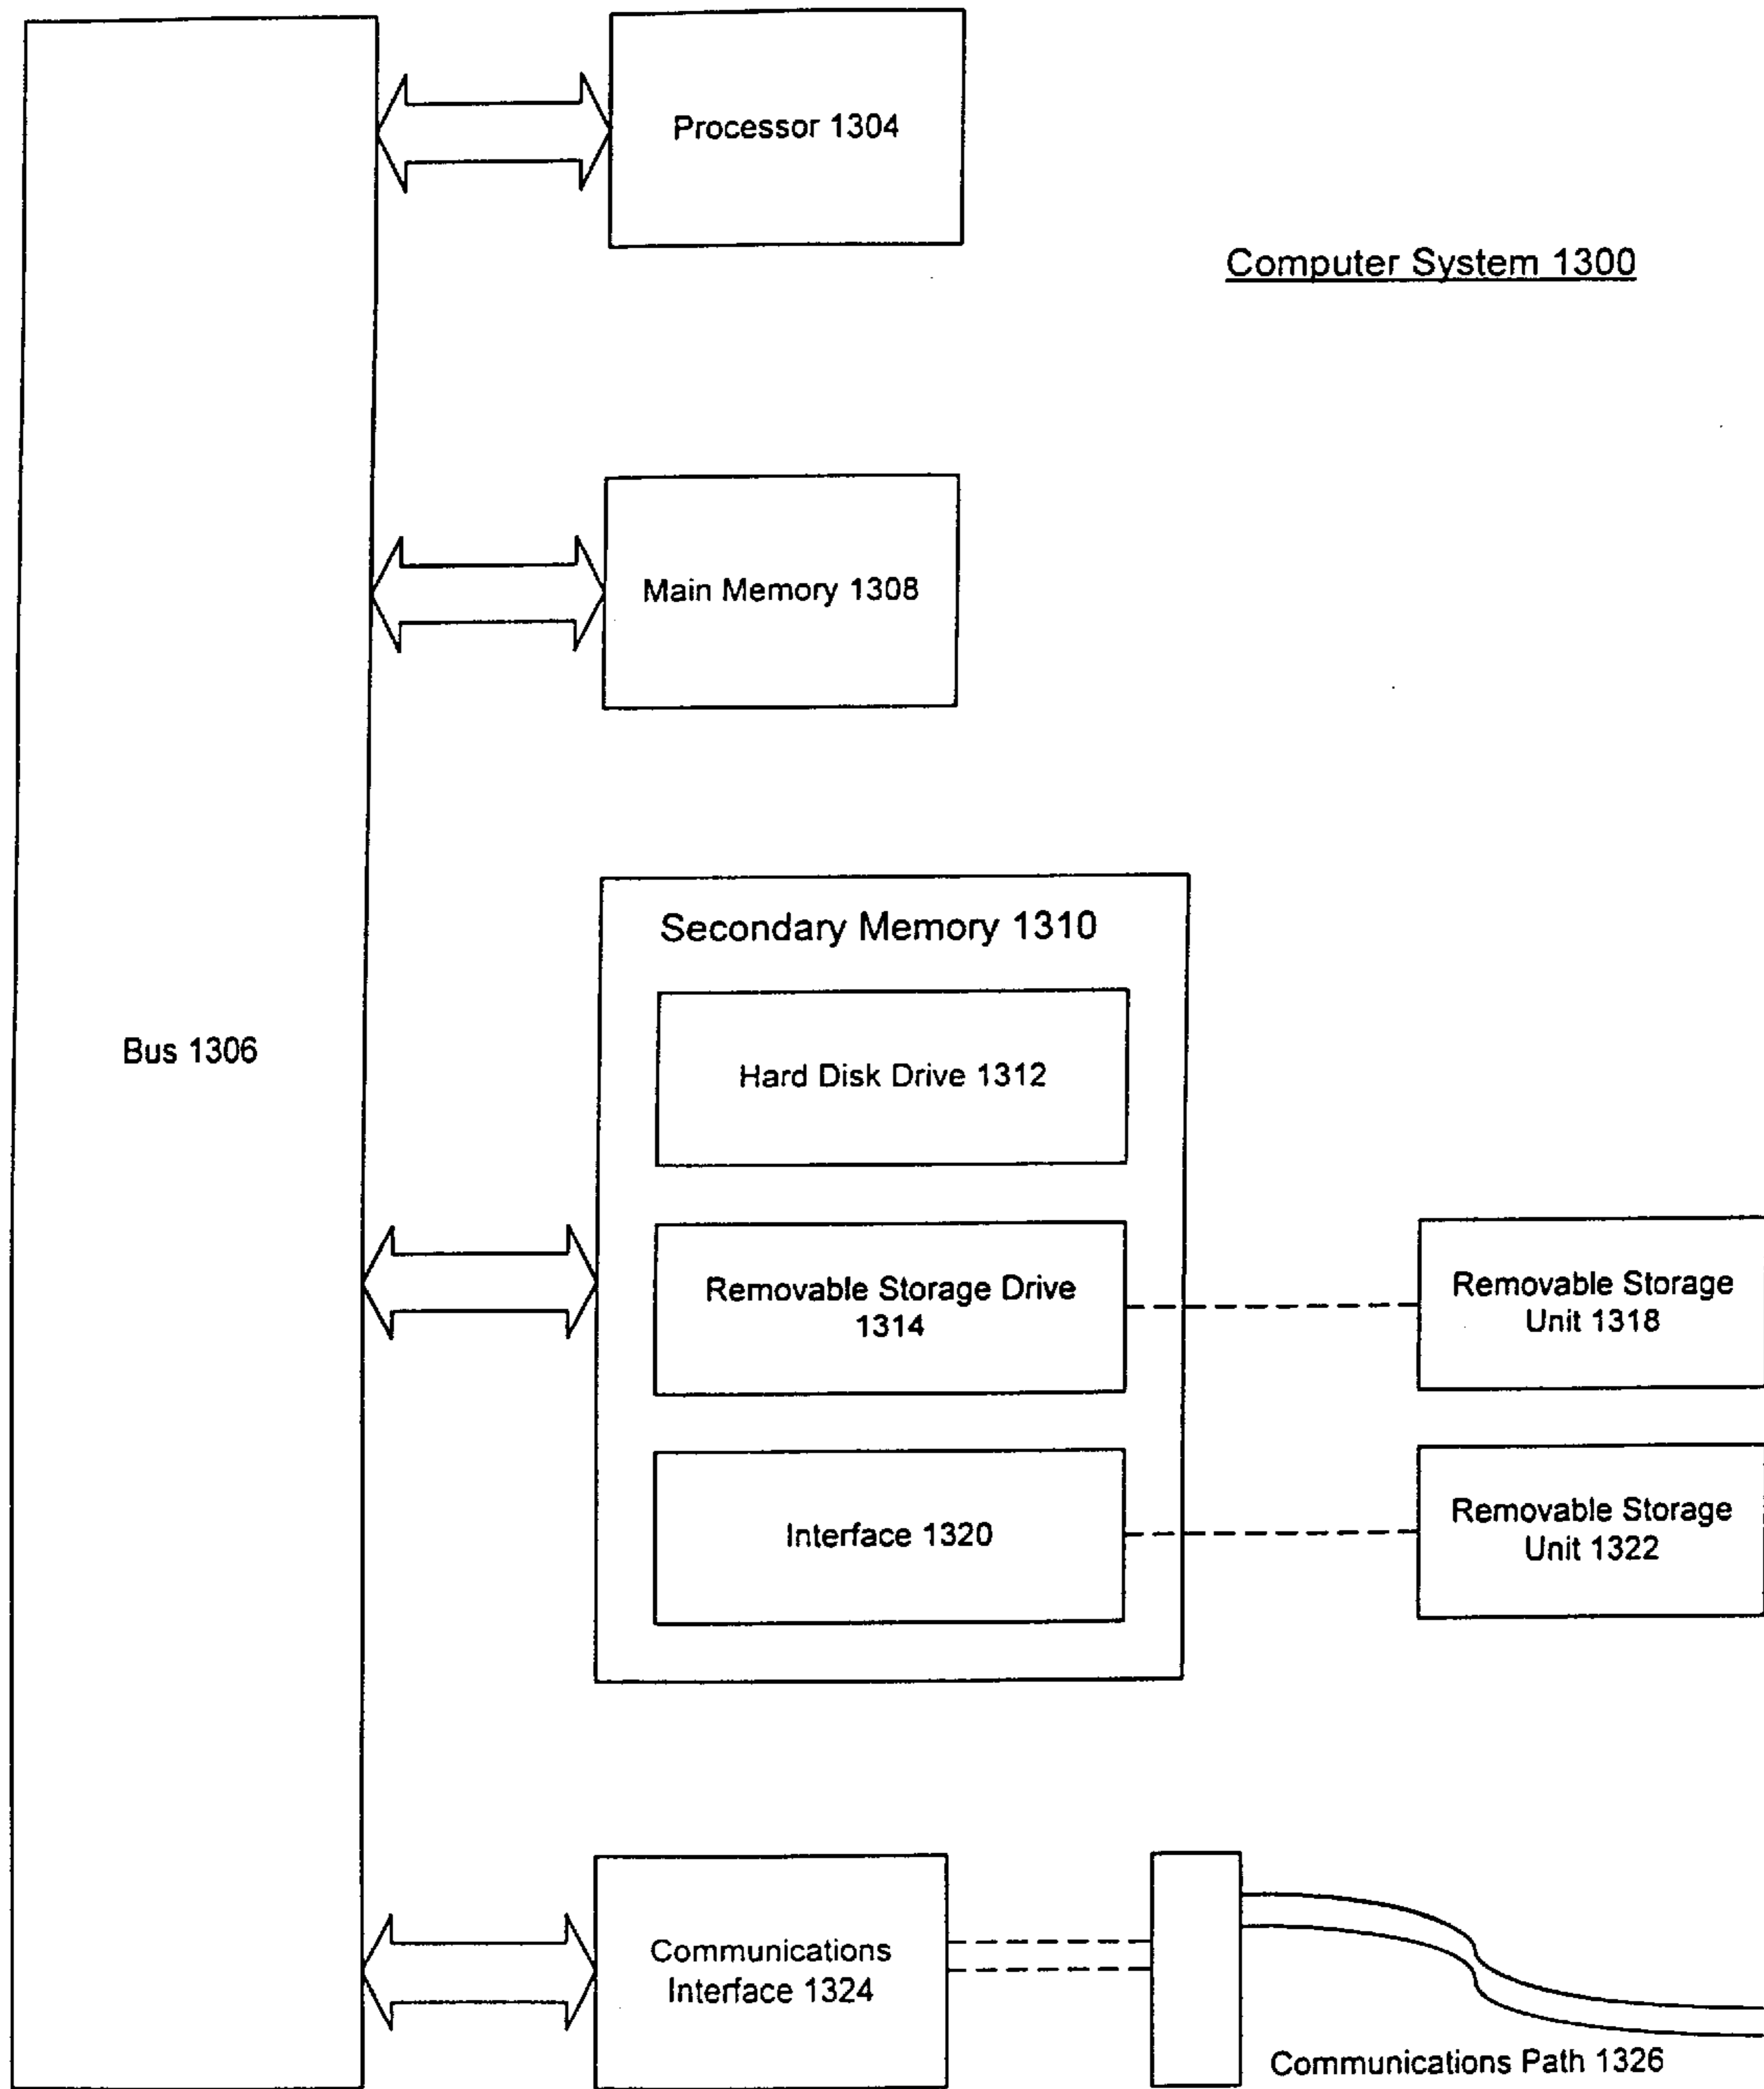 Processor 1304
Computer System 1300
Main Memory 1308
Secondary Memory 1310
Bus 1306
Hard Disk Drive 1312
Removable Storage Drive
1314
Removable Storage
Unit 1318
Interface 1320
Removable Storage
Unit 1322
Communications
Interface 1324
Communications Path 1326